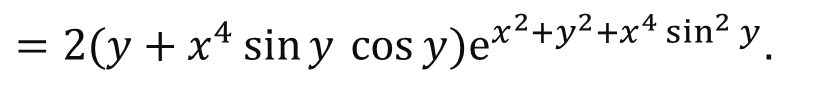 = 2(y + x⁴ sin y cos y)e^{x²+y²+x⁴ sin² y}.